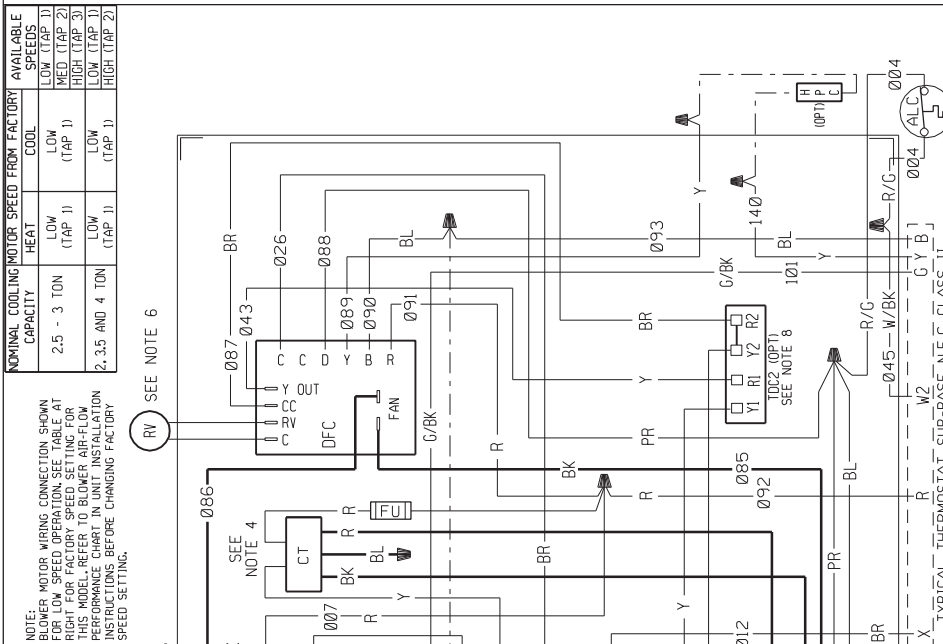 NOMINAL COOLING CAPACITY
MOTOR SPEED FROM FACTORY
HEAT
COOL
AVAILABLE SPEEDS
2.5 - 3 TON
LOW (TAP 1)
LOW (TAP 1)
LOW (TAP 1)
MED (TAP 2)
HIGH (TAP 3)
2, 3.5 AND 4 TON
LOW (TAP 1)
LOW (TAP 1)
LOW (TAP 1)
HIGH (TAP 2)
NOTE:
BLOWER MOTOR WIRING CONNECTION SHOWN
FOR LOW SPEED OPERATION. SEE TABLE AT
RIGHT FOR FACTORY SPEED SETTING FOR
THIS MODEL. REFER TO BLOWER AIR-FLOW
PERFORMANCE CHART IN UNIT INSTALLATION
INSTRUCTIONS BEFORE CHANGING FACTORY
SPEED SETTING.
RV
SEE NOTE 6
BR
087
043
026
088
089
090
091
BL
C C D Y B R
Y OUT
CC
RV
C
DFC
FAN
G/BK
086
SEE
NOTE 4
CT
R
FU
R
BL
BK
Y
007
R
R
BK
BR
BR
Y
PR
R
085
092
Y
012
093
Y
140
BL
101
Y
G/BK
HPC
(OPT)
004
ALC
004
R/G
R/G
045
W/BK
R2
Y2
R1
Y1
TDC2 (OPT)
SEE NOTE 8
BL
PR
BR
B
Y
G
W2
R
X
TYPICAL THERMOSTAT SUB-BASE N.E.C. CLASS II